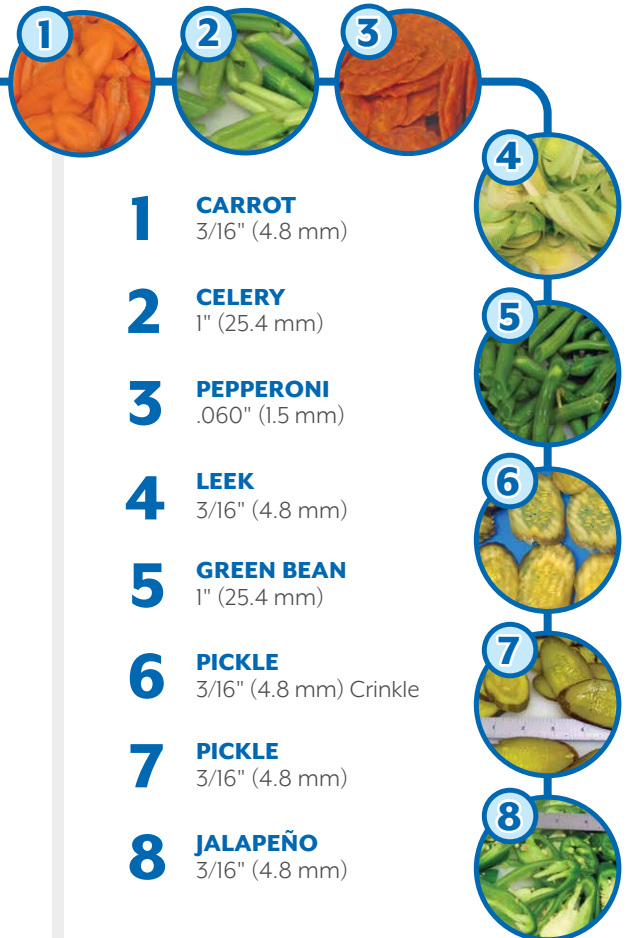 1
2
3
4
5
6
7
8
1 CARROT
3/16" (4.8 mm)
2 CELERY
1" (25.4 mm)
3 PEPPERONI
.060" (1.5 mm)
4 LEEK
3/16" (4.8 mm)
5 GREEN BEAN
1" (25.4 mm)
6 PICKLE
3/16" (4.8 mm) Crinkle
7 PICKLE
3/16" (4.8 mm)
8 JALAPEÑO
3/16" (4.8 mm)